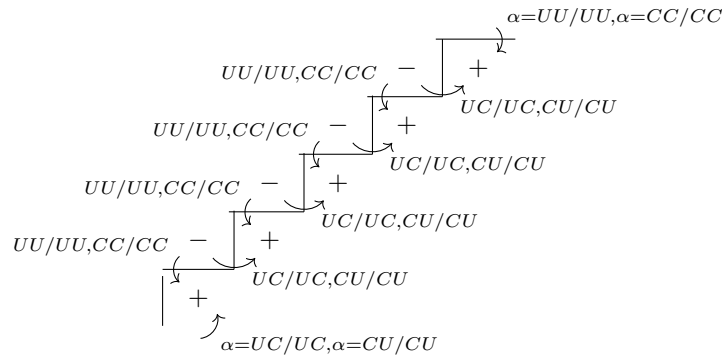 α=UU/UU,α=CC/CC
UU/UU,CC/CC − +
UC/UC,CU/CU
UU/UU,CC/CC − +
UC/UC,CU/CU
UU/UU,CC/CC − +
UC/UC,CU/CU
UU/UU,CC/CC − +
UC/UC,CU/CU
+
α=UC/UC,α=CU/CU